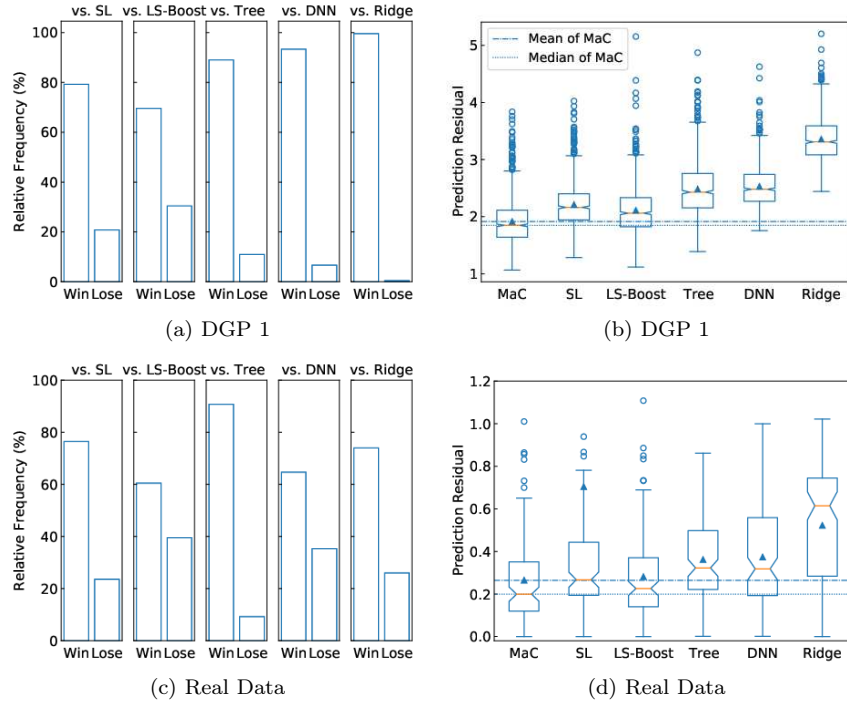 vs. SL vs. LS-Boost vs. Tree vs. DNN vs. Ridge
Relative Frequency (%)
100
80
60
40
20
0
Win Lose Win Lose Win Lose Win Lose Win Lose
(a) DGP 1
Mean of MaC
Median of MaC
Prediction Residual
5
4
3
2
1
MaC SL LS-Boost Tree DNN Ridge
(b) DGP 1
vs. SL vs. LS-Boost vs. Tree vs. DNN vs. Ridge
Relative Frequency (%)
100
80
60
40
20
0
Win Lose Win Lose Win Lose Win Lose Win Lose
(c) Real Data
Prediction Residual
1.2
1.0
0.8
0.6
0.4
0.2
0.0
MaC SL LS-Boost Tree DNN Ridge
(d) Real Data